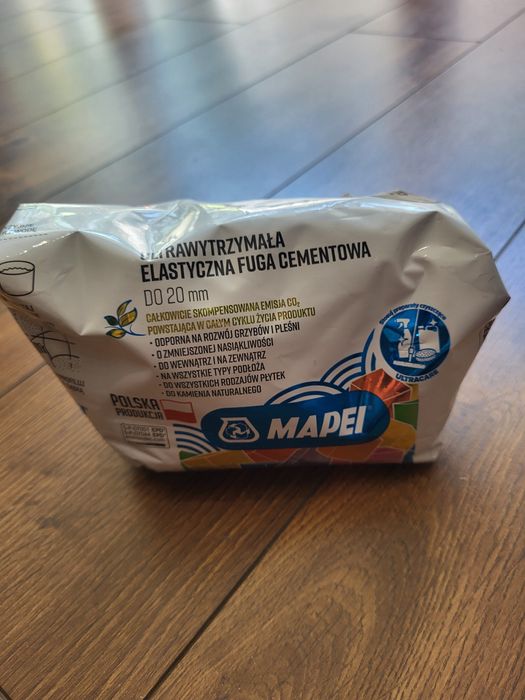 ULTRAWYTRZYMAŁA
ELASTYCZNA FUGA CEMENTOWA
DO 20 mm
CAŁKOWICIE SKOMPENSOWANA EMISJA CO₂
POWSTAJĄCA W CAŁYM CYKLU ŻYCIA PRODUKTU
• ODPORNA NA ROZWÓJ GRZYBÓW I PLEŚNI
• O ZMNIEJSZONEJ NASIĄKLIWOŚCI
• DO WEWNĄTRZ I NA ZEWNĄTRZ
• NA WSZYSTKIE TYPY PODŁOŻA
• DO WSZYSTKICH RODZAJÓW PŁYTEK
• DO KAMIENIA NATURALNEGO
POLSKA
PRODUKCJA
MAPEI
ULTRACARE